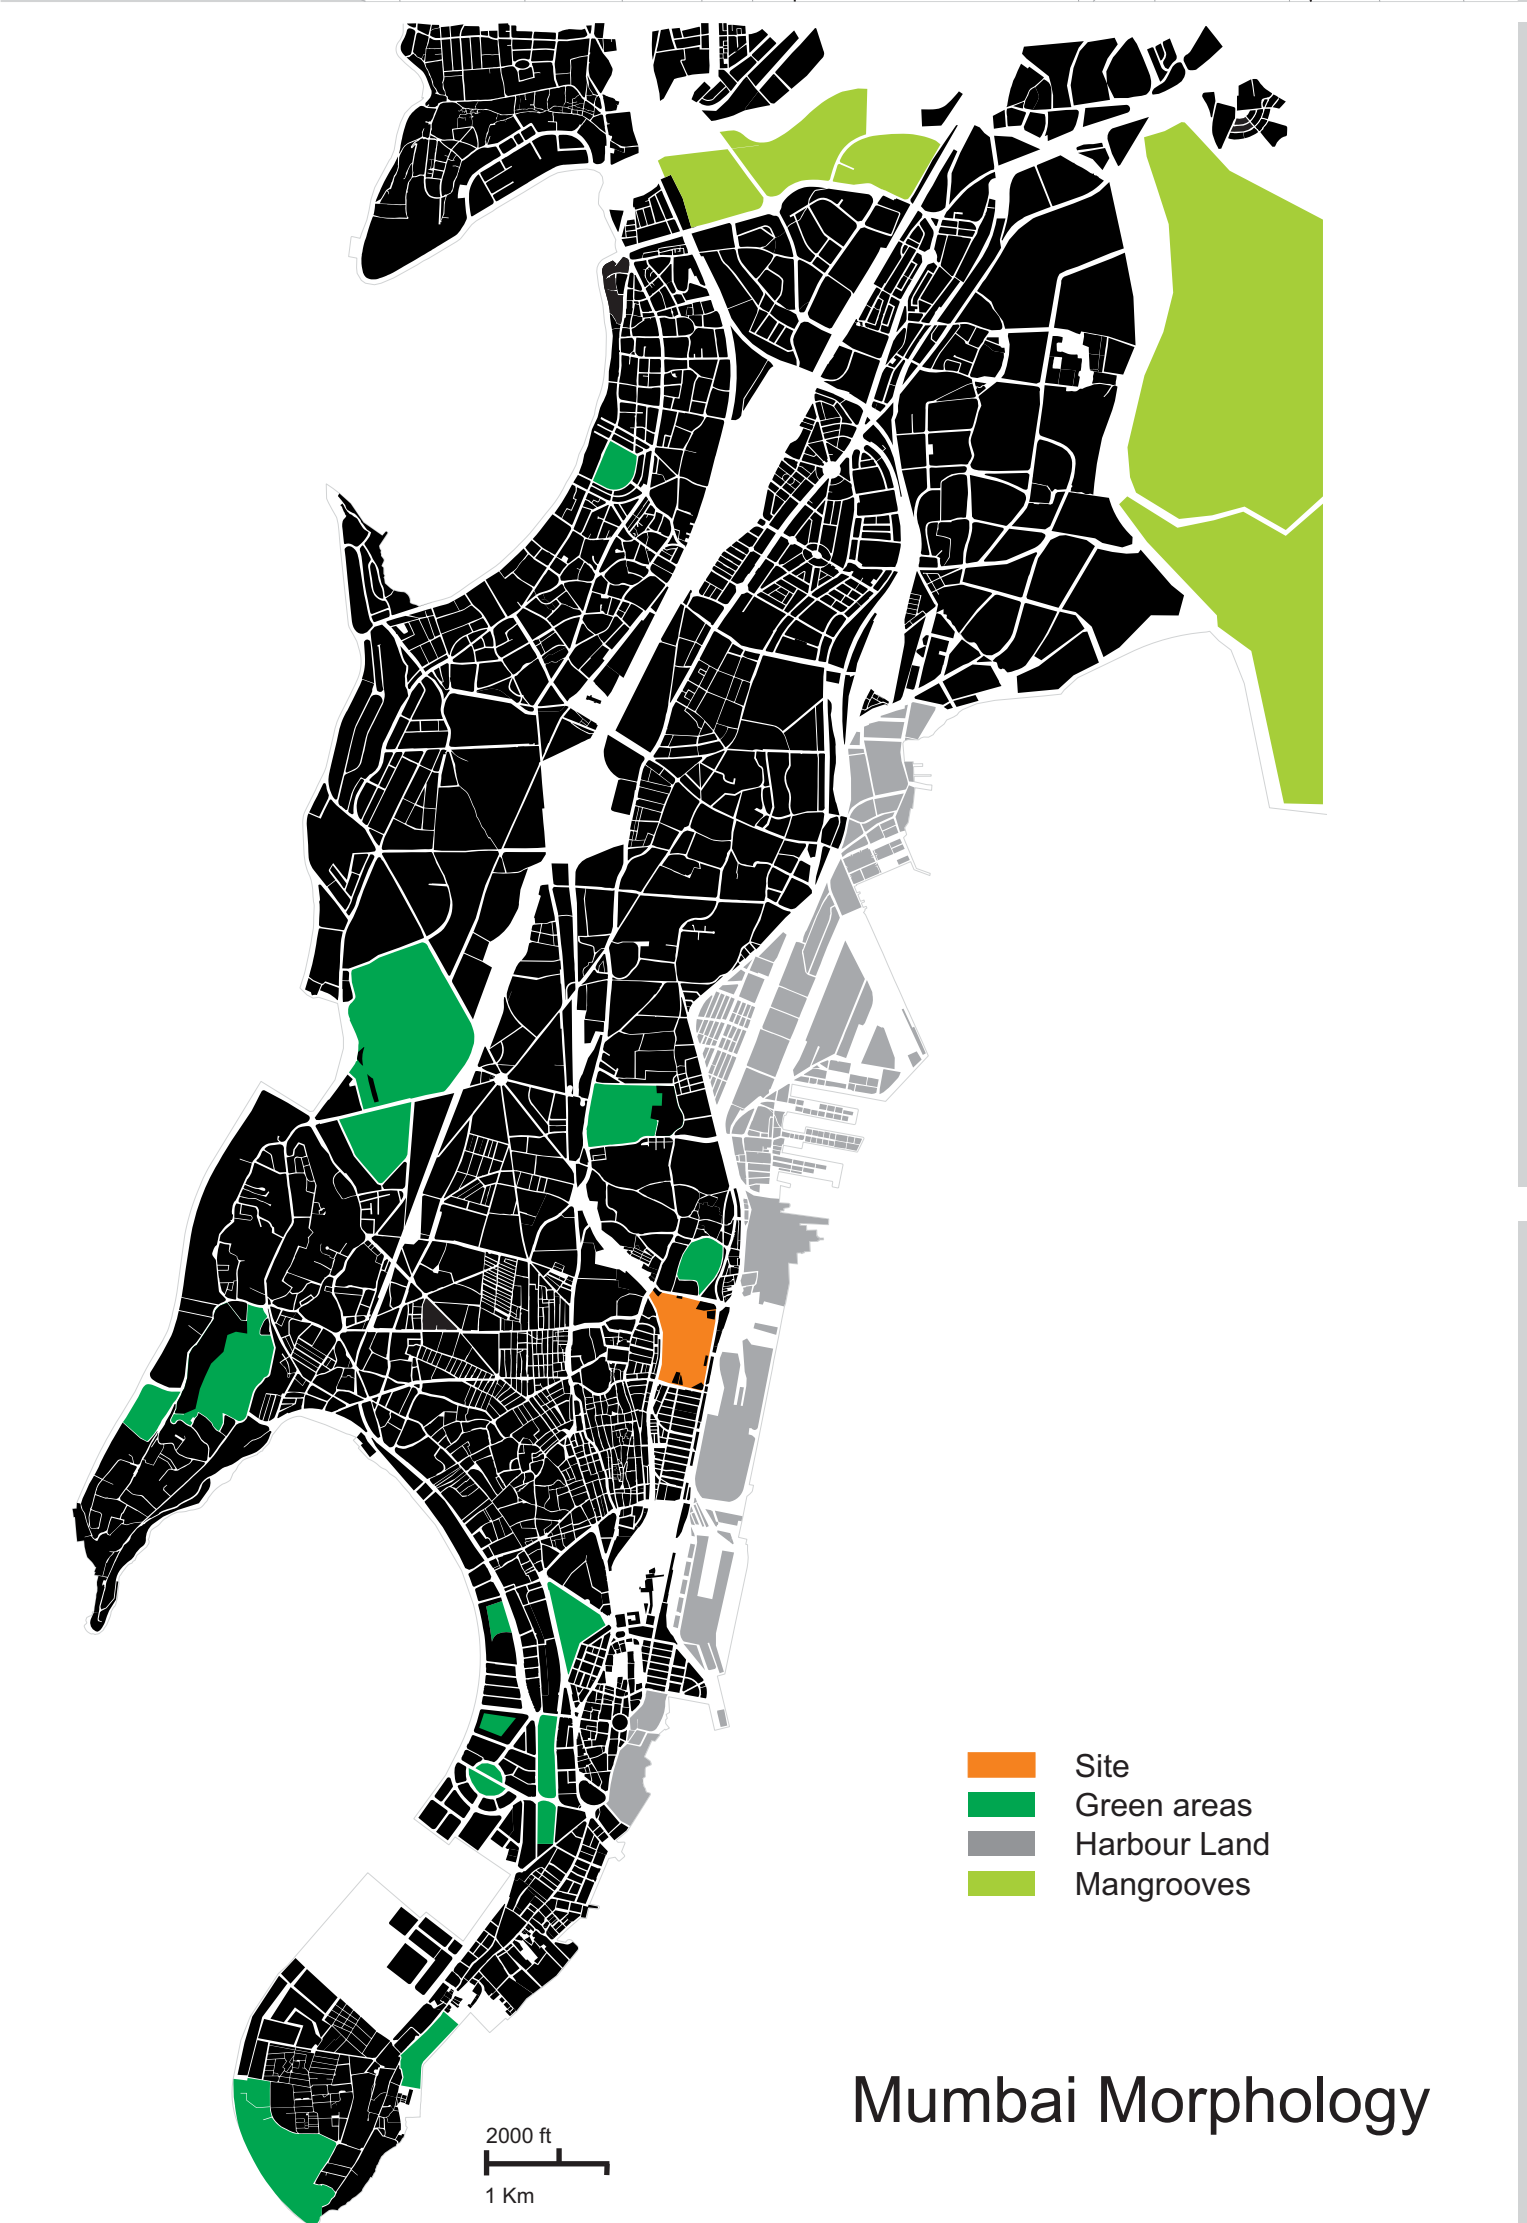 Site
Green areas
Harbour Land
Mangrooves
Mumbai Morphology
2000 ft
1 Km